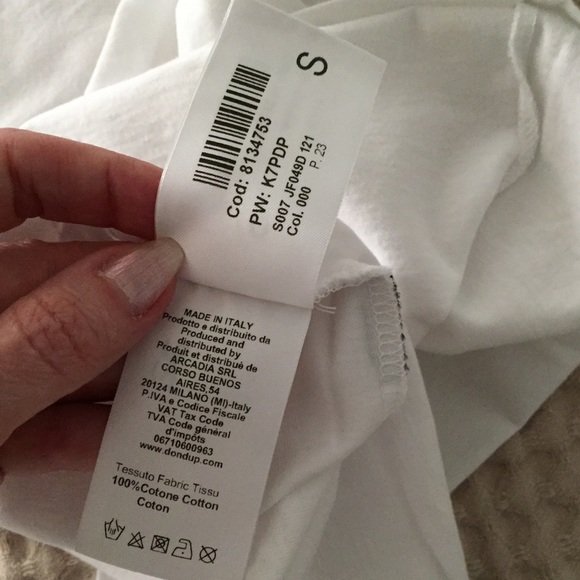 S
Cod: 8134753
PW: K7PDP
S007 JF049D 121
Col. 000 P. 23
MADE IN ITALY
Prodotto e distribuito da
Produced and
distributed by
Produit et distribué de
ARCADIA SRL
CORSO BUENOS
AIRES,54
20124 MILANO (MI)-Italy
P.IVA e Codice Fiscale
VAT Tax Code
TVA Code général
d'impôts
06710600963
www.dondup.com
Tessuto Fabric Tissu
100%Cotone Cotton
Coton